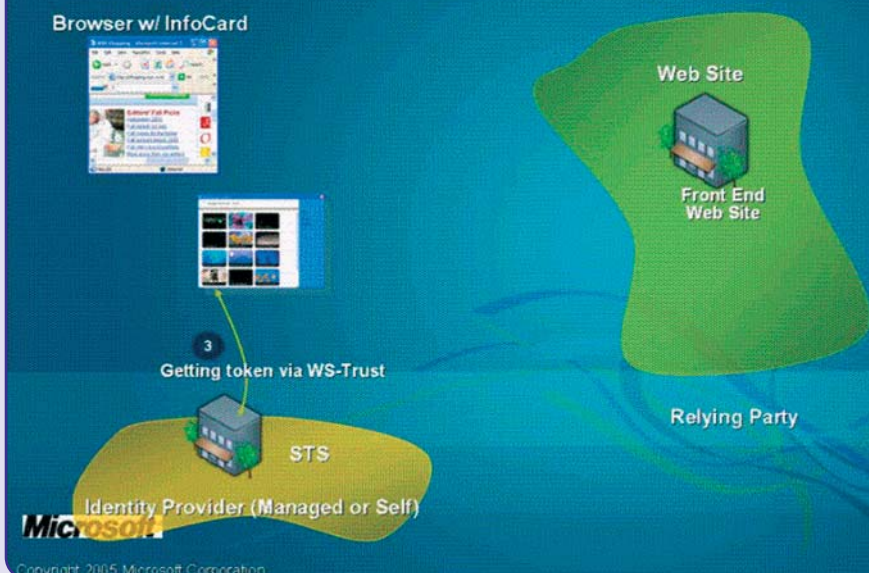 Browser w/ InfoCard
Web Site
Front End
Web Site
3
Getting token via WS-Trust
Relying Party
STS
Identity Provider (Managed or Self)
Microsoft
Copyright 2005 Microsoft Corporation